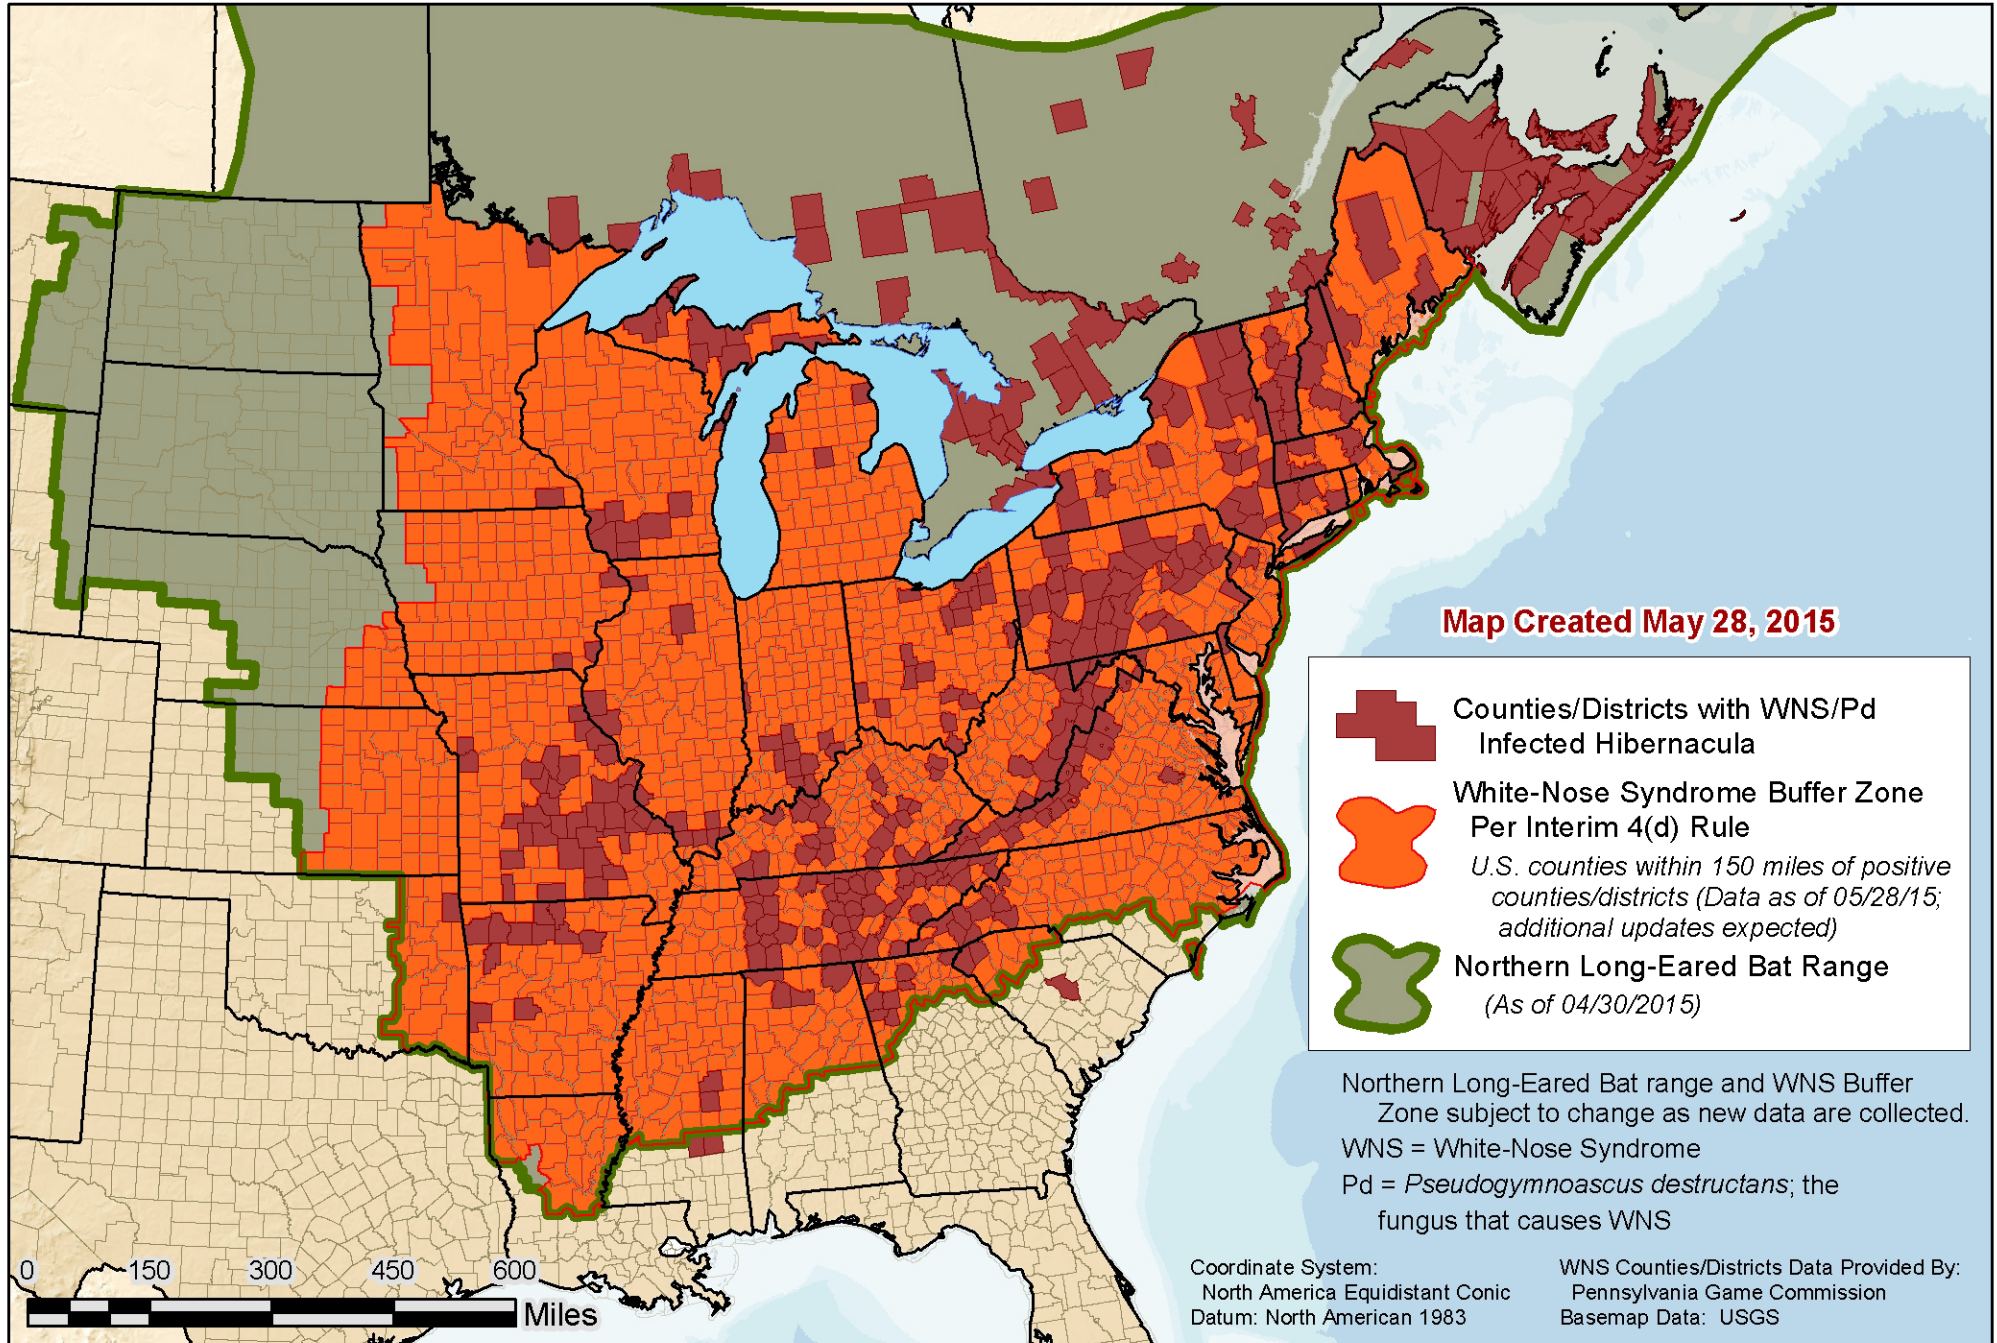 Map Created May 28, 2015
Counties/Districts with WNS/Pd
Infected Hibernacula
White-Nose Syndrome Buffer Zone
Per Interim 4(d) Rule
U.S. counties within 150 miles of positive
counties/districts (Data as of 05/28/15;
additional updates expected)
Northern Long-Eared Bat Range
(As of 04/30/2015)
Northern Long-Eared Bat range and WNS Buffer
Zone subject to change as new data are collected.
WNS = White-Nose Syndrome
Pd = Pseudogymnoascus destructans; the
fungus that causes WNS
0 150 300 450 600
Miles
Coordinate System:
North America Equidistant Conic
Datum: North American 1983
WNS Counties/Districts Data Provided By:
Pennsylvania Game Commission
Basemap Data: USGS